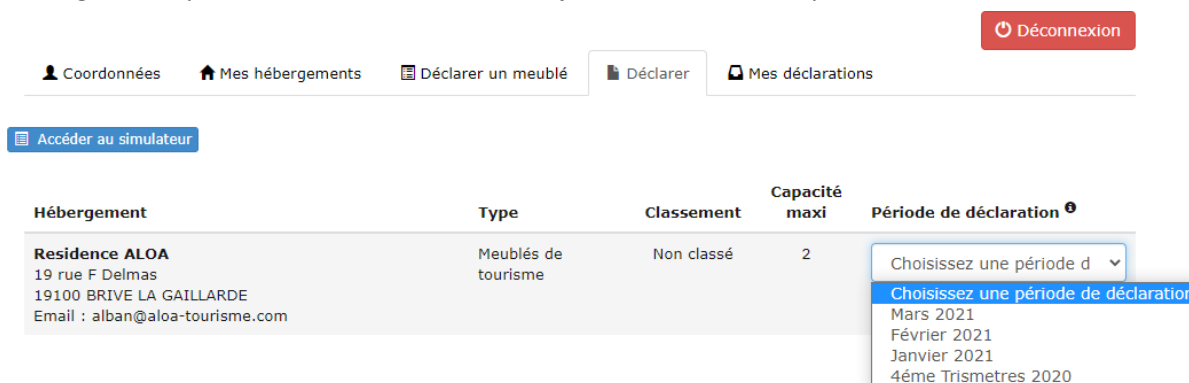 Déconnexion
Coordonnées
Mes hébergements
Déclarer un meublé
Déclarer
Mes déclarations
Accéder au simulateur
Hébergement
Type
Classement
Capacité
maxi
Période de déclaration
Residence ALOA
19 rue F Delmas
19100 BRIVE LA GAILLARDE
Email : alban@aloa-tourisme.com
Meublés de
tourisme
Non classé
2
Choisissez une période d
Choisissez une période de déclaration
Mars 2021
Février 2021
Janvier 2021
4éme Trismetres 2020